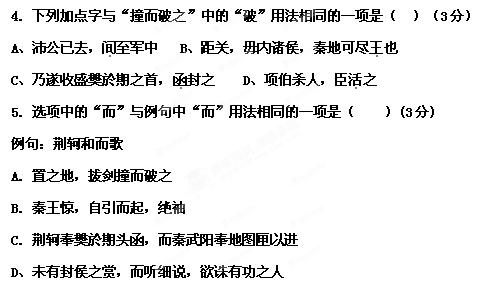 4．下列加点字与“撞而破之”中的“破”用法相同的一项是（　）（3分）
A、沛公已去，间至军中　B、距关，毋内诸侯，秦地可尽王也
C、乃遂收盛樊於期之首，函封之　D、项伯杀人，臣活之
5．选项中的“而”与例句中“而”用法相同的一项是（　　）(3分)
例句：荆轲和而歌
A．置之地，拔剑撞而破之
B．秦王惊，自引而起，绝袖
C．荆轲奉樊於期头函，而秦武阳奉地图匣以进
D、未有封侯之赏，而听细说，欲诛有功之人